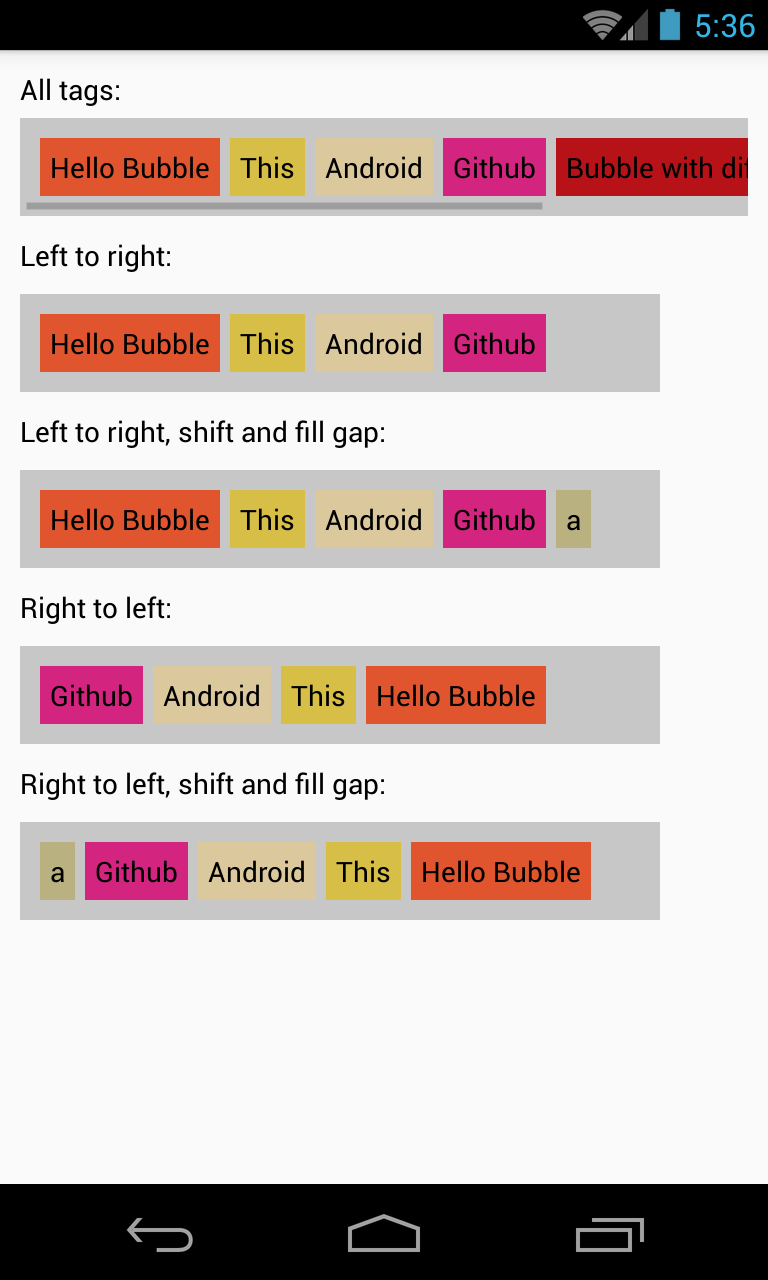 5:36
All tags:
Hello Bubble This Android Github Bubble with
Left to right:
Hello Bubble This Android Github
Left to right, shift and fill gap:
Hello Bubble This Android Github a
Right to left:
Github Android This Hello Bubble
Right to left, shift and fill gap:
a Github Android This Hello Bubble